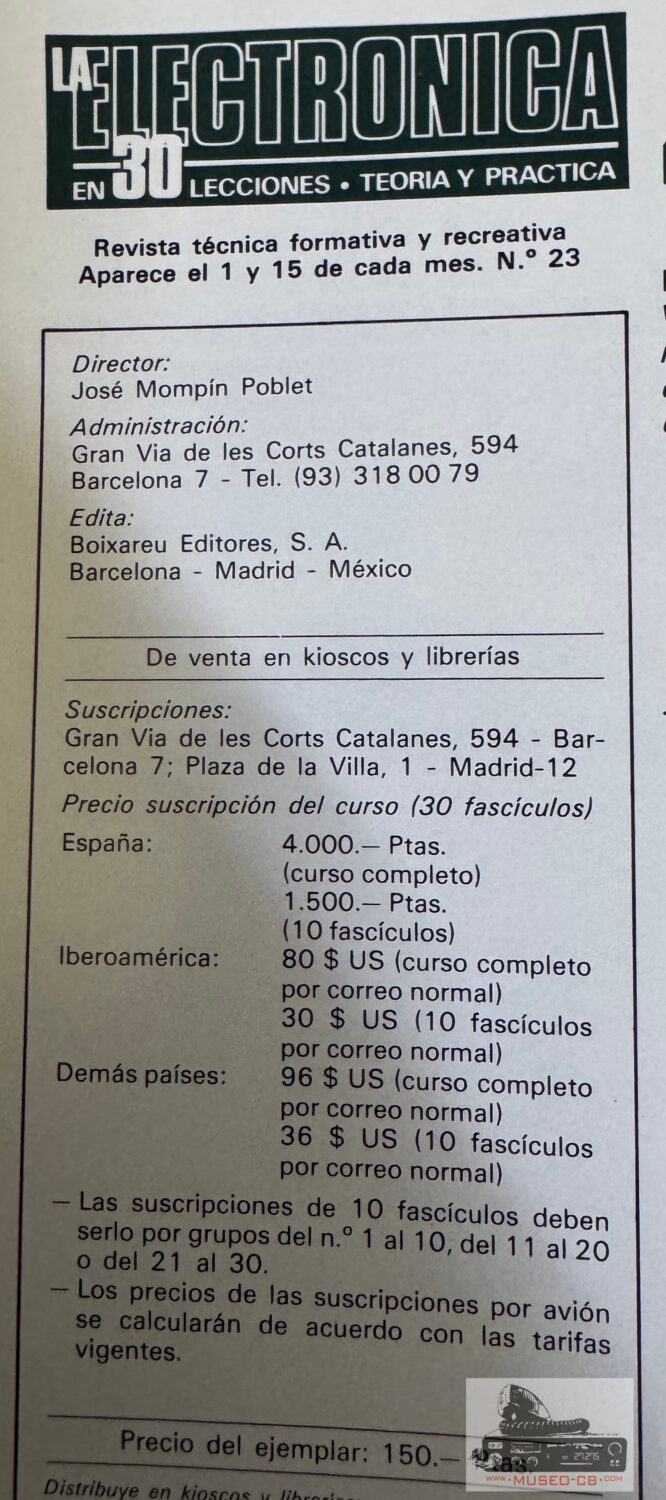 LA ELECTRONICA
EN 30 LECCIONES • TEORIA Y PRACTICA
Revista técnica formativa y recreativa
Aparece el 1 y 15 de cada mes. N.º 23
Director:
José Mompín Poblet
Administración:
Gran Via de les Corts Catalanes, 594
Barcelona 7 - Tel. (93) 318 00 79
Edita:
Boixareu Editores, S. A.
Barcelona - Madrid - México
De venta en kioscos y librerías
Suscripciones:
Gran Via de les Corts Catalanes, 594 - Bar-
celona 7; Plaza de la Villa, 1 - Madrid-12
Precio suscripción del curso (30 fascículos)
España: 4.000.— Ptas.
(curso completo)
1.500.— Ptas.
(10 fascículos)
Iberoamérica: 80 $ US (curso completo
por correo normal)
30 $ US (10 fascículos
por correo normal)
Demás países: 96 $ US (curso completo
por correo normal)
36 $ US (10 fascículos
por correo normal)
— Las suscripciones de 10 fascículos deben
serlo por grupos del n.º 1 al 10, del 11 al 20
o del 21 al 30.
— Los precios de las suscripciones por avión
se calcularán de acuerdo con las tarifas
vigentes.
Precio del ejemplar: 150.— Ptas.
27.275
WWW.MUSEO-CB.COM
Distribuye en kioscos y